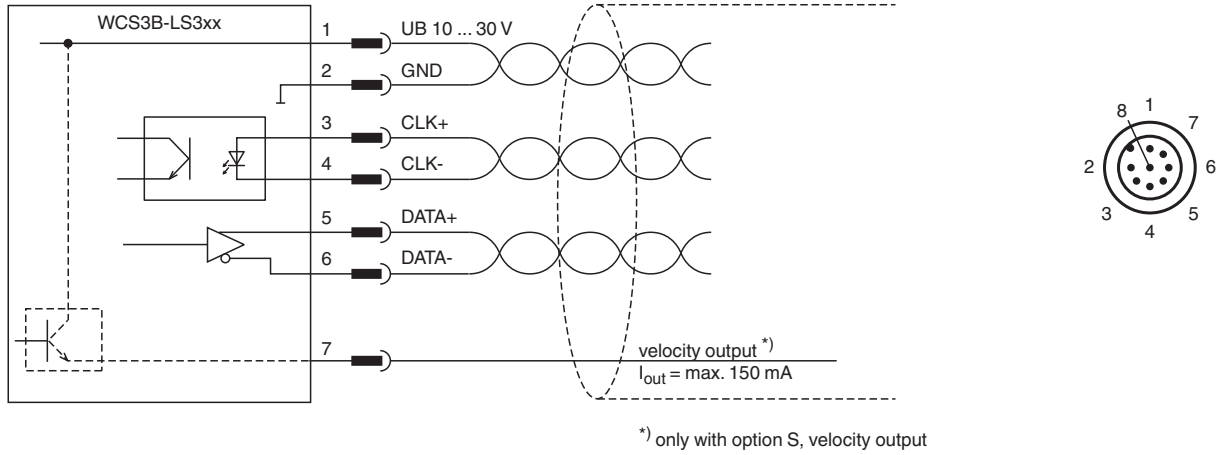 WCS3B-LS3xx
1 UB 10 ... 30 V
2 GND
3 CLK+
4 CLK-
5 DATA+
6 DATA-
7
velocity output *)
Iout = max. 150 mA
*) only with option S, velocity output
8 1 7
2 6
3 5
4